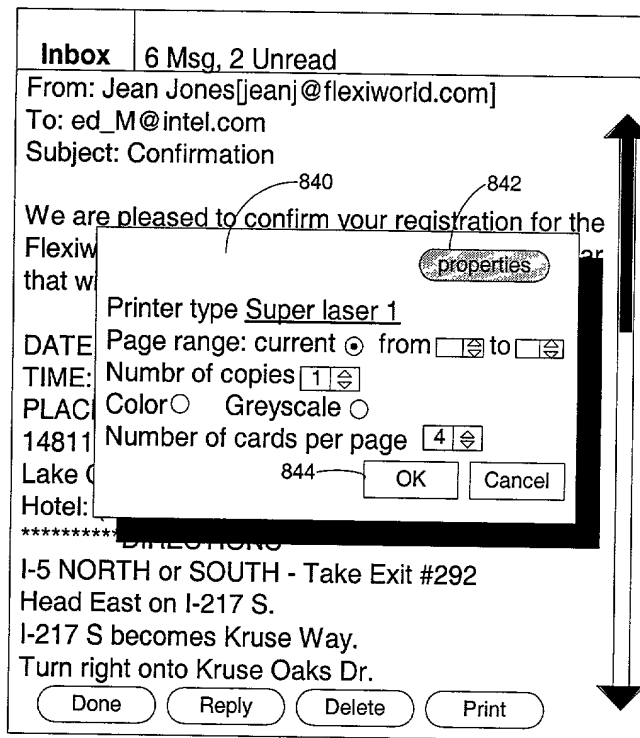 Inbox 6 Msg, 2 Unread
From: Jean Jones[jeanj@flexiworld.com]
To: ed_M@intel.com
Subject: Confirmation
840 842
We are pleased to confirm your registration for the
Flexiw ar
properties
that wi
Printer type Super laser 1
DATE Page range: current from to
TIME: Numbr of copies 1
PLAC Color Greyscale
14811 Number of cards per page 4
Lake 844 OK Cancel
Hotel:
**********DIRECTIONS
I-5 NORTH or SOUTH - Take Exit #292
Head East on I-217 S.
I-217 S becomes Kruse Way.
Turn right onto Kruse Oaks Dr.
Done Reply Delete Print